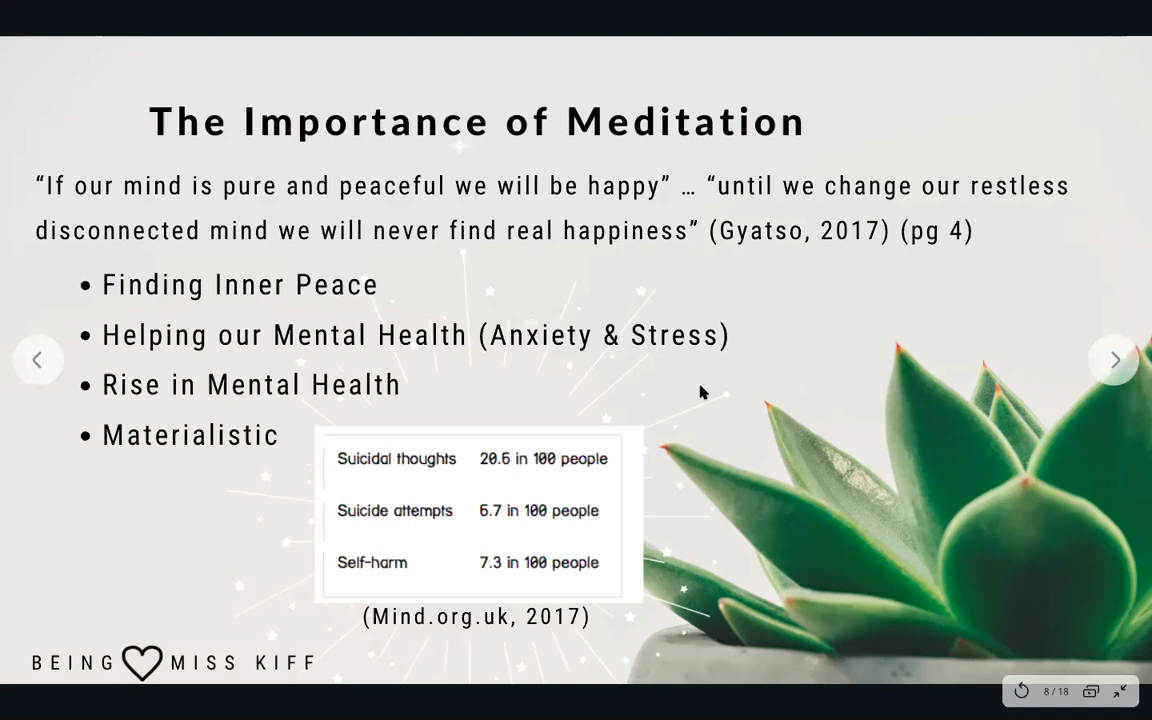 The Importance of Meditation
“If our mind is pure and peaceful we will be happy” … “until we change our restless
disconnected mind we will never find real happiness” (Gyatso, 2017) (pg 4)
• Finding Inner Peace
• Helping our Mental Health (Anxiety & Stress)
• Rise in Mental Health
• Materialistic
Suicidal thoughts 20.6 in 100 people
Suicide attempts 6.7 in 100 people
Self-harm 7.3 in 100 people
(Mind.org.uk, 2017)
BEING MISS KIFF
8 / 18